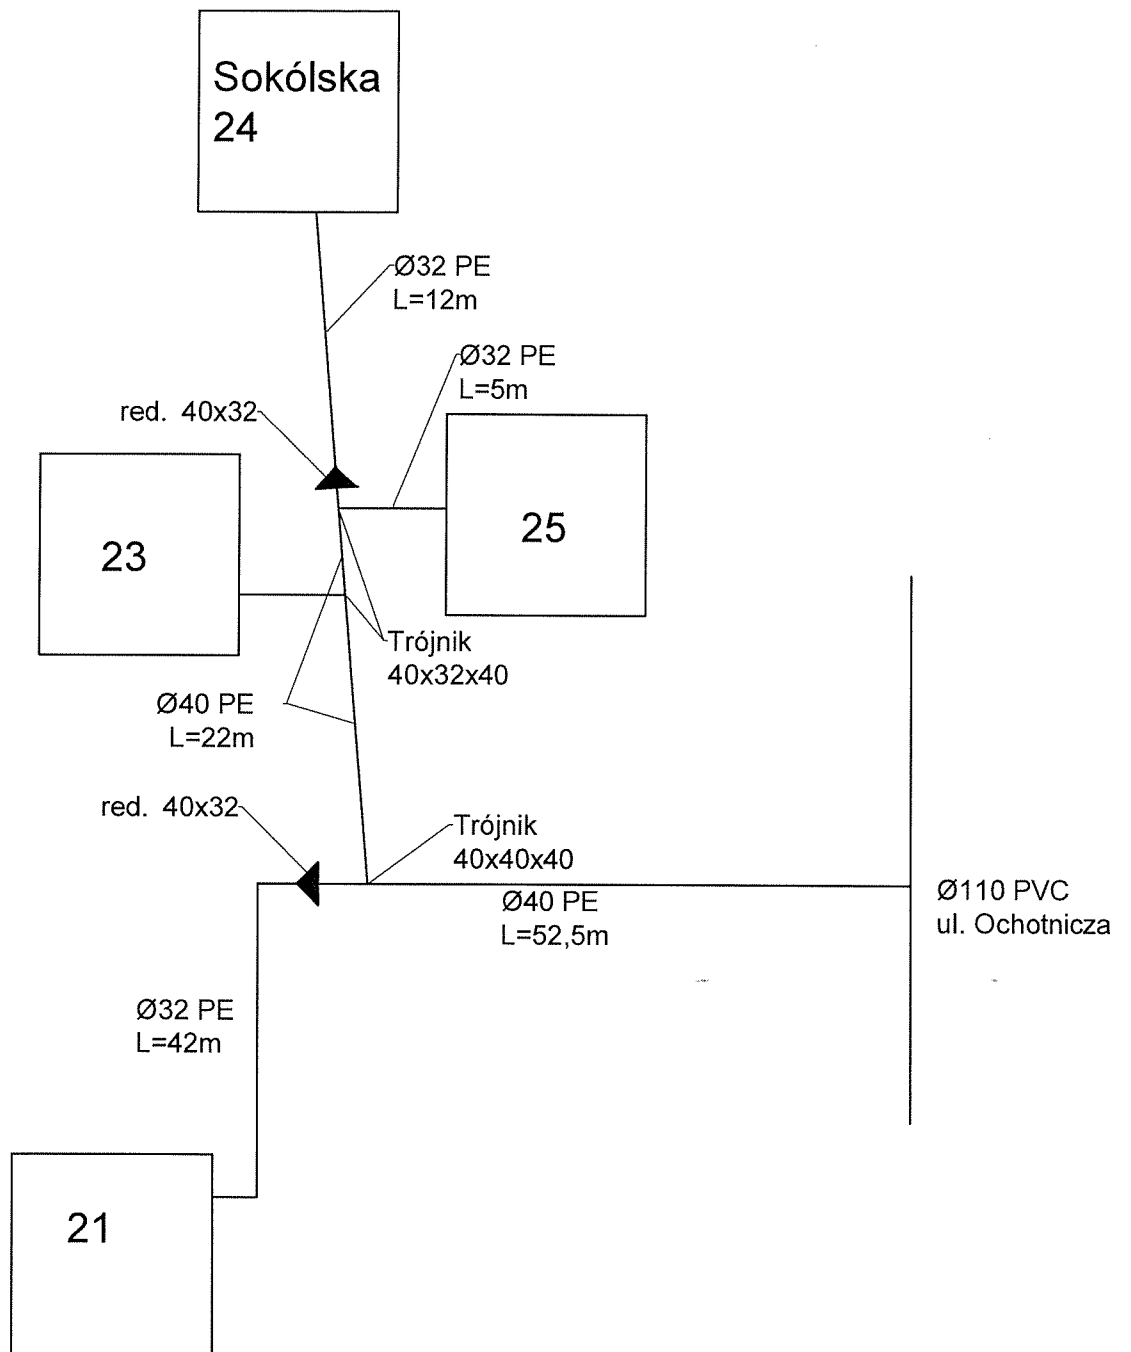 Sokólska
24
Ø32 PE
L=12m
Ø32 PE
L=5m
red. 40x32
23
25
Trójnik
40x32x40
Ø40 PE
L=22m
red. 40x32
Trójnik
40x40x40
Ø40 PE
L=52,5m
Ø110 PVC
ul. Ochotnicza
Ø32 PE
L=42m
21